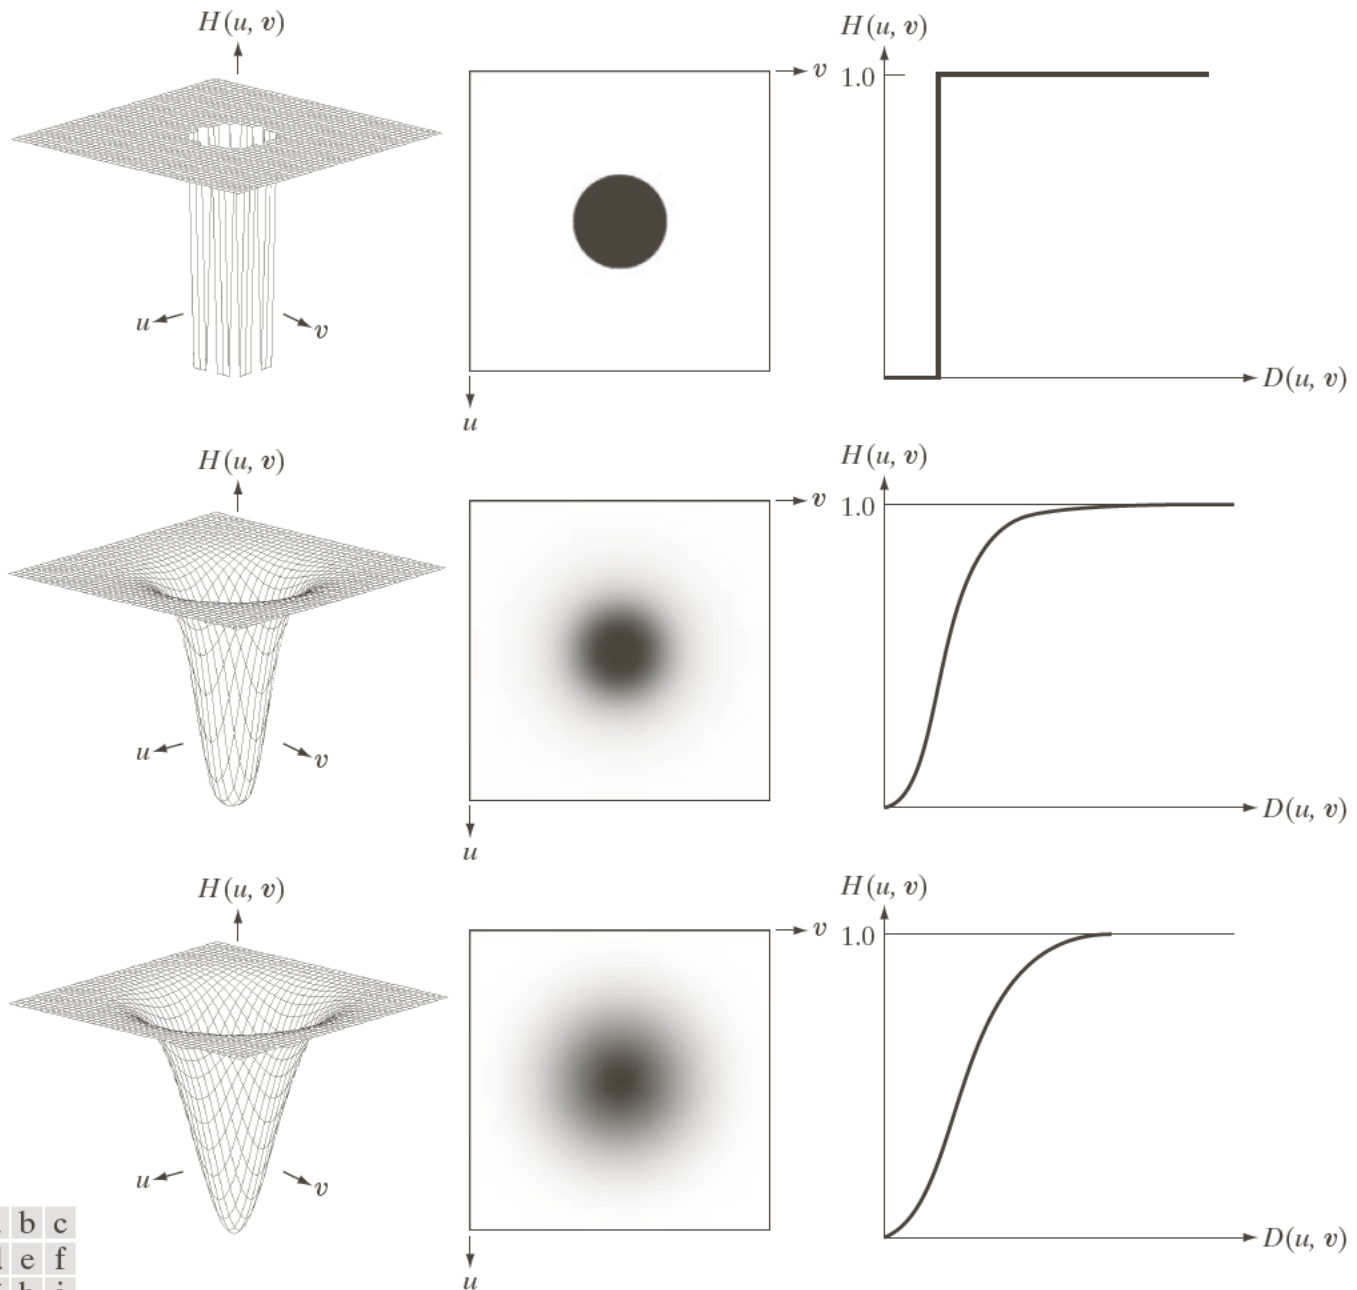 H(u, v)
v
H(u, v)
1.0
u
v
D(u, v)
u
H(u, v)
v
H(u, v)
1.0
u
v
D(u, v)
u
H(u, v)
v
H(u, v)
1.0
u
v
D(u, v)
u
b c
e f